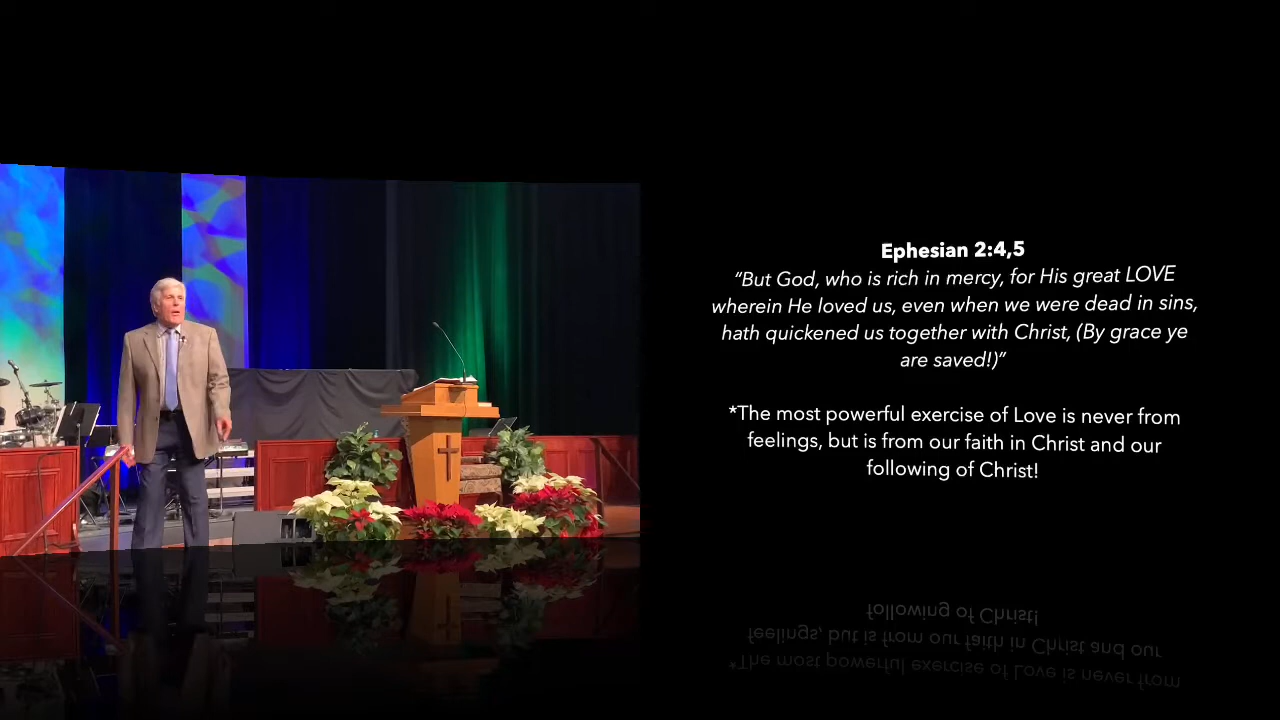 Ephesian 2:4,5
“But God, who is rich in mercy, for His great LOVE
wherein He loved us, even when we were dead in sins,
hath quickened us together with Christ, (By grace ye
are saved!)”
*The most powerful exercise of Love is never from
feelings, but is from our faith in Christ and our
following of Christ!